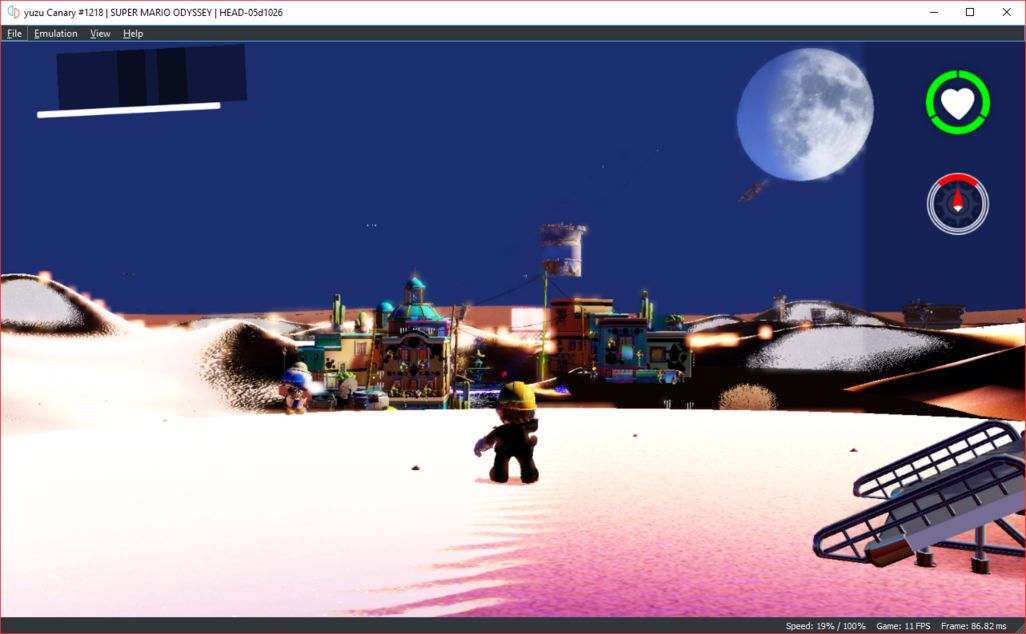 yuzu Canary #1218 | SUPER MARIO ODYSSEY | HEAD-05d1026
File Emulation View Help
Speed: 19% / 100% Game: 11 FPS Frame: 86.82 ms